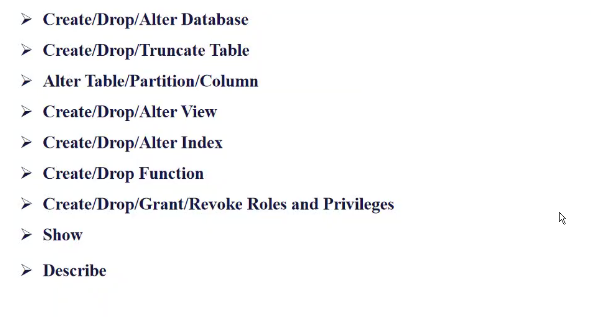 Create/Drop/Alter Database
Create/Drop/Truncate Table
Alter Table/Partition/Column
Create/Drop/Alter View
Create/Drop/Alter Index
Create/Drop Function
Create/Drop/Grant/Revoke Roles and Privileges
Show
Describe